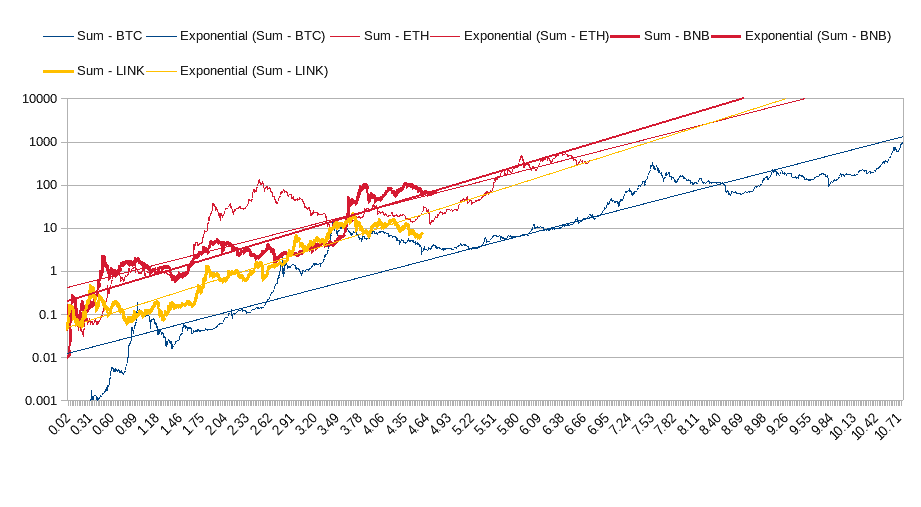 Sum - BTC Exponential (Sum - BTC) Sum - ETH Exponential (Sum - ETH) Sum - BNB Exponential (Sum - BNB)
Sum - LINK Exponential (Sum - LINK)
10000
1000
100
10
1
0.1
0.01
0.001
0.02 0.31 0.60 0.89 1.18 1.46 1.75 2.04 2.33 2.62 2.91 3.20 3.49 3.78 4.06 4.35 4.64 4.93 5.22 5.51 5.80 6.09 6.38 6.66 6.95 7.24 7.53 7.82 8.11 8.40 8.69 8.98 9.26 9.55 9.84 10.13 10.42 10.71